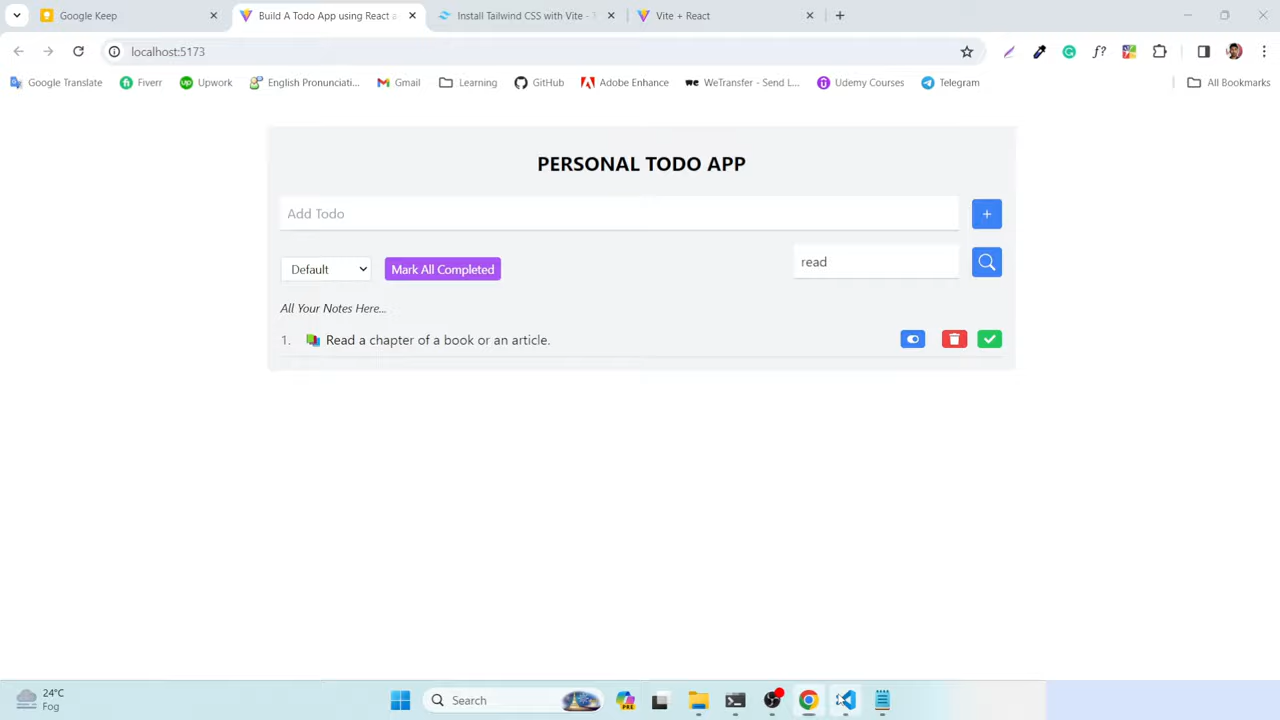 Google Keep
Build A Todo App using React a
Install Tailwind CSS with Vite - T
Vite + React
localhost:5173
Google Translate
Fiverr
Upwork
English Pronunciati...
Gmail
Learning
GitHub
Adobe Enhance
WeTransfer - Send L...
Udemy Courses
Telegram
All Bookmarks
PERSONAL TODO APP
Add Todo
+
Default
Mark All Completed
read
All Your Notes Here...
1. Read a chapter of a book or an article.
24°C
Fog
Search